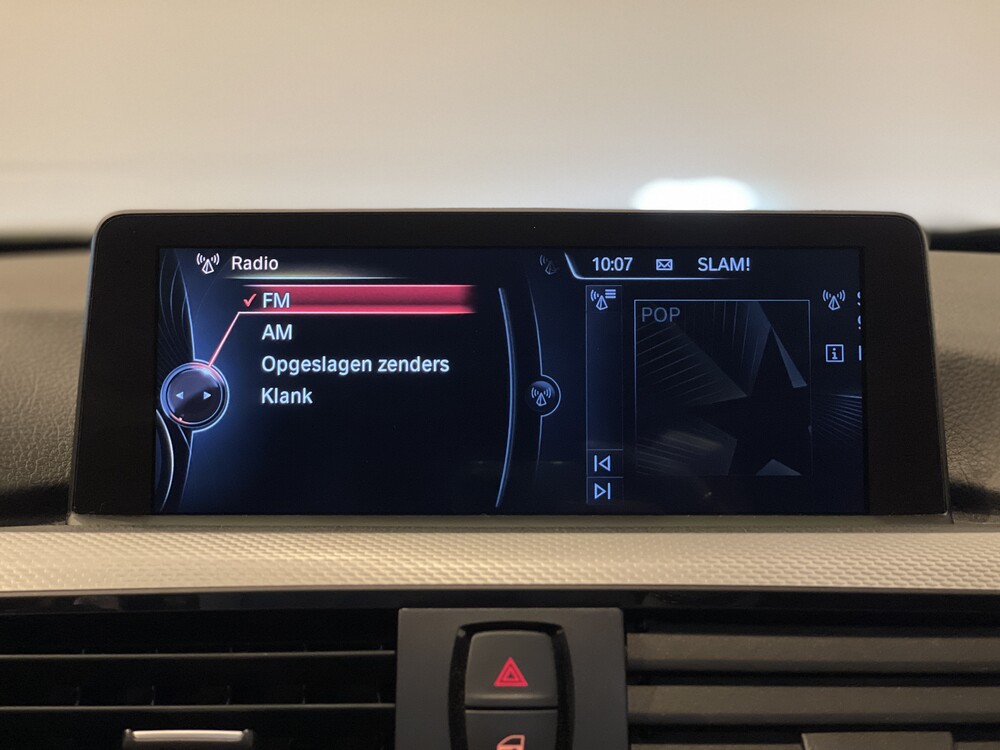 Radio
10:07 SLAM!
FM
AM
Opgeslagen zenders
Klank
POP